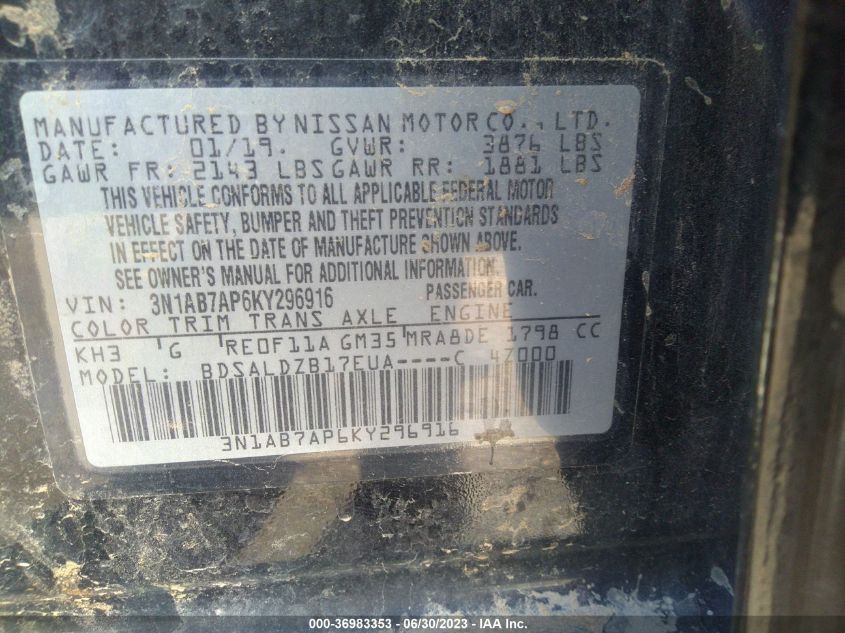 MANUFACTURED BY NISSAN MOTOR CO., LTD.
DATE: 01/19. GVWR: 3876 LBS
GAWR FR: 2143 LBS GAWR RR: 1881 LBS
THIS VEHICLE CONFORMS TO ALL APPLICABLE FEDERAL MOTOR
VEHICLE SAFETY, BUMPER AND THEFT PREVENTION STANDARDS
IN EFFECT ON THE DATE OF MANUFACTURE SHOWN ABOVE.
SEE OWNER'S MANUAL FOR ADDITIONAL INFORMATION.
VIN: 3N1AB7AP6KY296916 PASSENGER CAR.
COLOR TRIM TRANS AXLE ENGINE
KH3 G RE0F11A GM35 MRA8DE 1798 CC
MODEL: BDSALDZB17EUA----C 47000
3N1AB7AP6KY296916
000-36983353 - 06/30/2023 - IAA Inc.